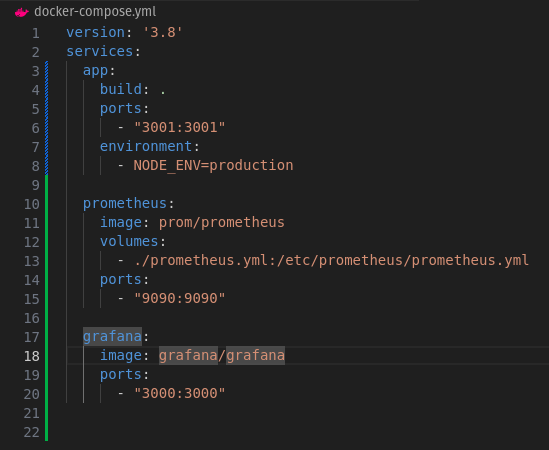 docker-compose.yml
1 version: '3.8'
2 services:
3   app:
4     build: .
5     ports:
6       - "3001:3001"
7     environment:
8       - NODE_ENV=production
9
10   prometheus:
11     image: prom/prometheus
12     volumes:
13       - ./prometheus.yml:/etc/prometheus/prometheus.yml
14     ports:
15       - "9090:9090"
16
17   grafana:
18     image: grafana/grafana
19     ports:
20       - "3000:3000"
21
22